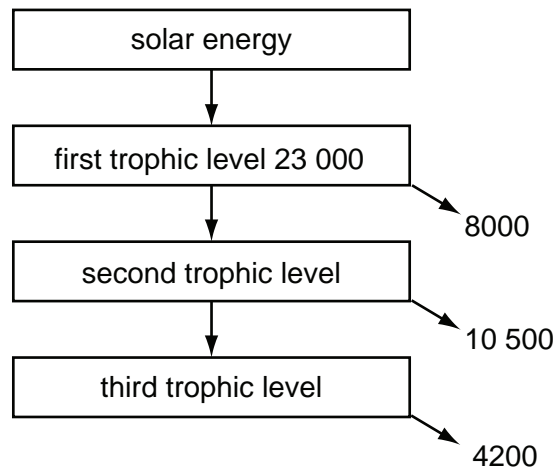 solar energy
first trophic level 23 000
8000
second trophic level
10 500
third trophic level
4200